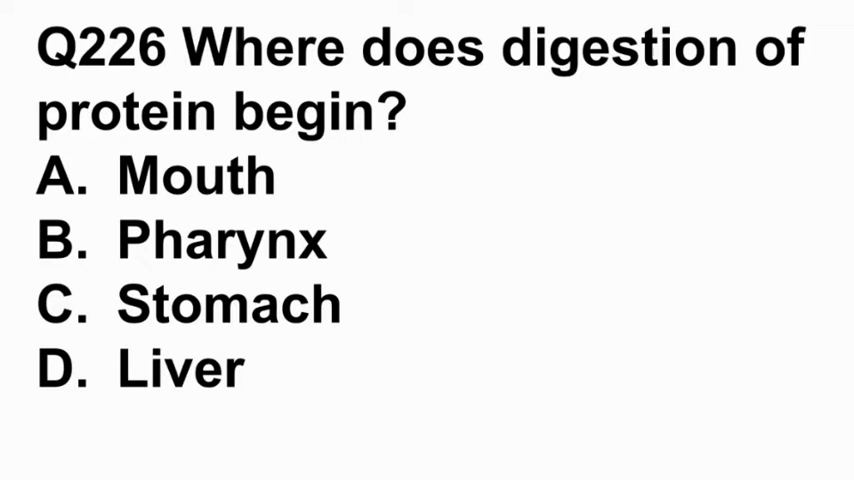 Q226 Where does digestion of
protein begin?
A. Mouth
B. Pharynx
C. Stomach
D. Liver